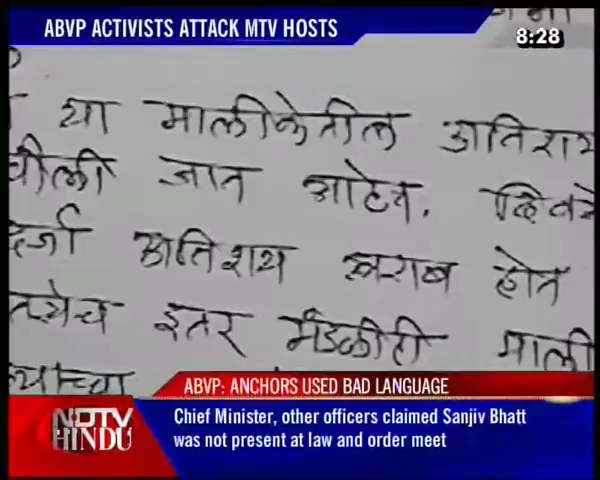 ABVP ACTIVISTS ATTACK MTV HOSTS
8:28
या मालीकेतील अतिशय
जात आहेत.
दर्जा अतिशय खराब होत
तसेच इतर मंडळीही माली
ABVP: ANCHORS USED BAD LANGUAGE
NDTV HINDU
Chief Minister, other officers claimed Sanjiv Bhatt
was not present at law and order meet